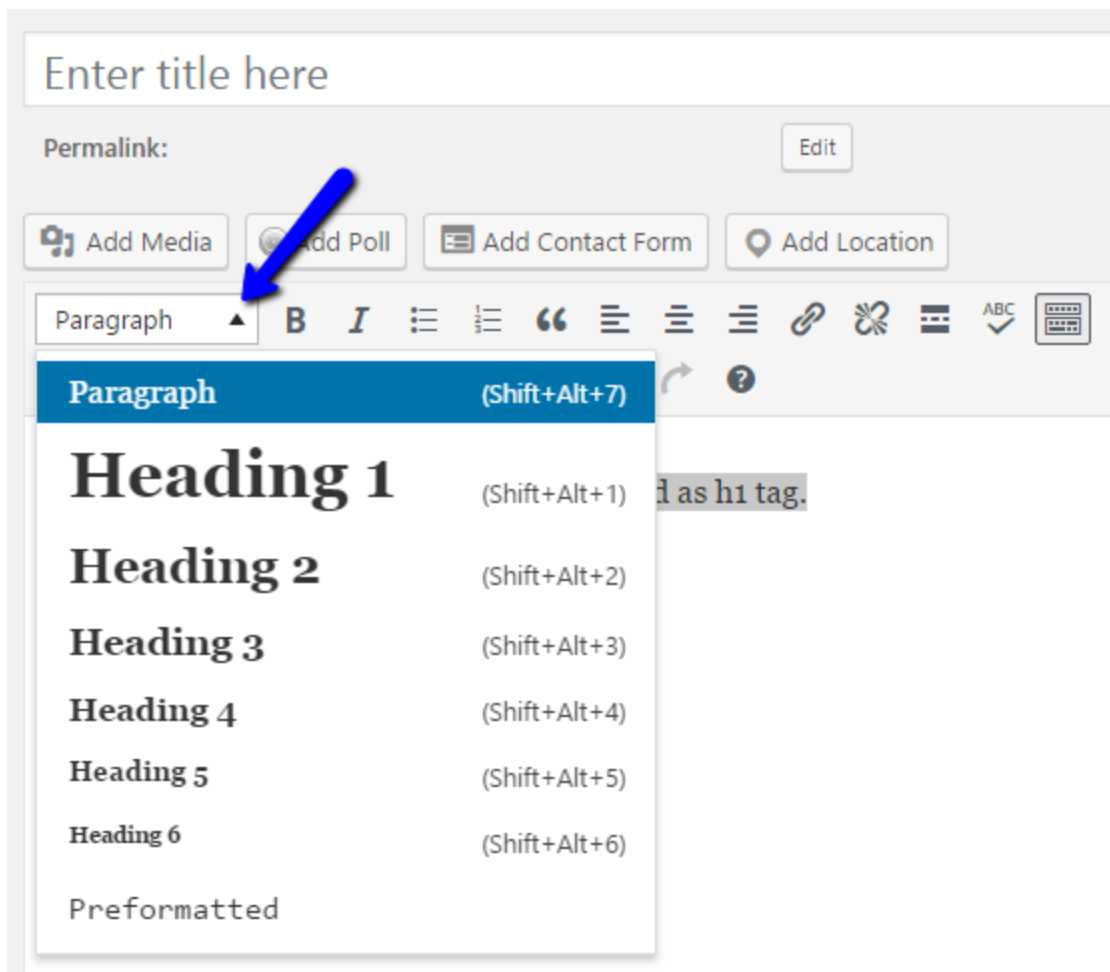 Enter title here
Permalink: Edit
Add Media Add Poll Add Contact Form Add Location
Paragraph B I ABC
Paragraph (Shift+Alt+7)
Heading 1 (Shift+Alt+1)
as h1 tag.
Heading 2 (Shift+Alt+2)
Heading 3 (Shift+Alt+3)
Heading 4 (Shift+Alt+4)
Heading 5 (Shift+Alt+5)
Heading 6 (Shift+Alt+6)
Preformatted